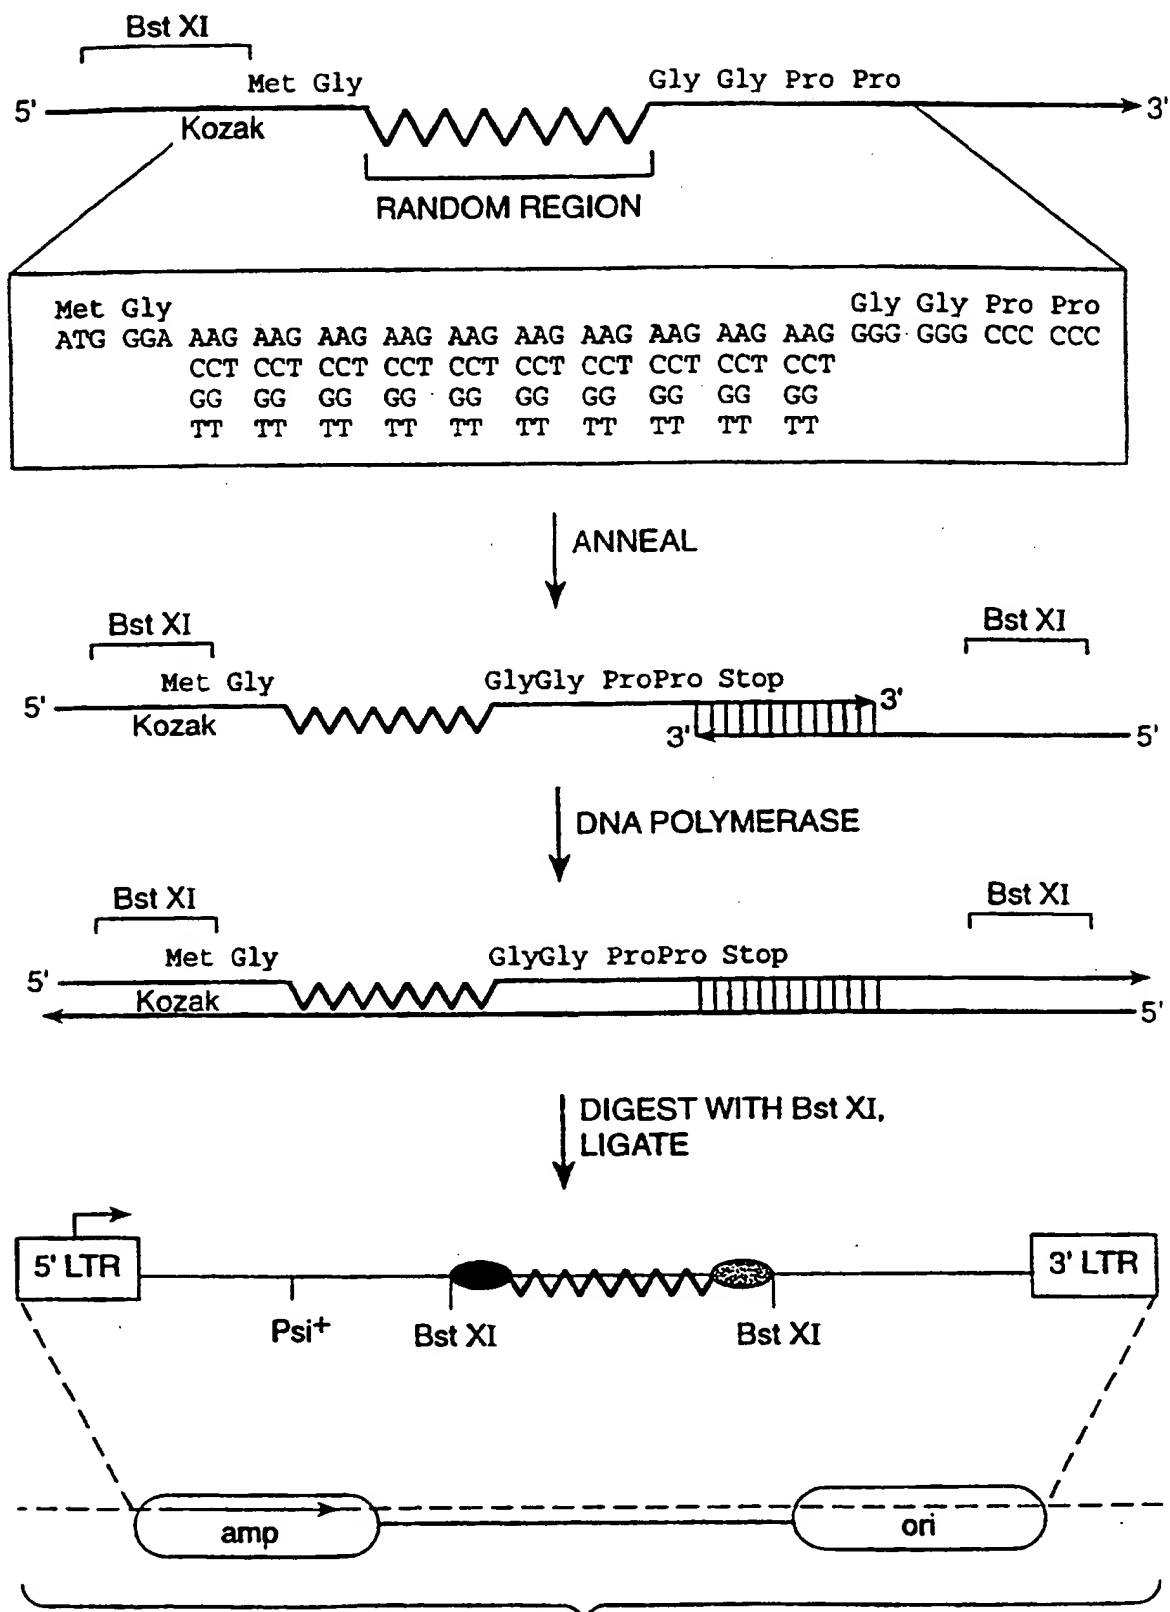 Bst XI
Met Gly
Gly Gly Pro Pro
5'
3'
Kozak
RANDOM REGION
Met Gly
Gly Gly Pro Pro
ATG GGA AAG AAG AAG AAG AAG AAG AAG AAG AAG AAG GGG GGG CCC CCC
CCT CCT CCT CCT CCT CCT CCT CCT CCT CCT
GG GG GG GG GG GG GG GG GG GG
TT TT TT TT TT TT TT TT TT TT
ANNEAL
Bst XI
Bst XI
Met Gly
GlyGly ProPro Stop
5'
3'
Kozak
3'
5'
DNA POLYMERASE
Bst XI
Bst XI
Met Gly
GlyGly ProPro Stop
5'
Kozak
5'
DIGEST WITH Bst XI,
LIGATE
5' LTR
3' LTR
Psi+
Bst XI
Bst XI
amp
ori